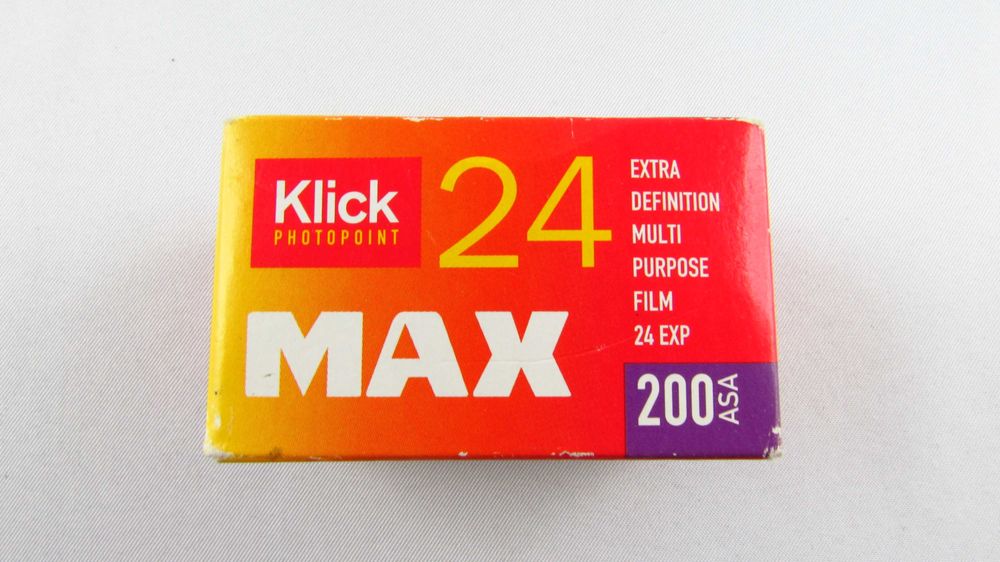 Klick
PHOTOPOINT
24
MAX
EXTRA
DEFINITION
MULTI
PURPOSE
FILM
24 EXP
200 ASA